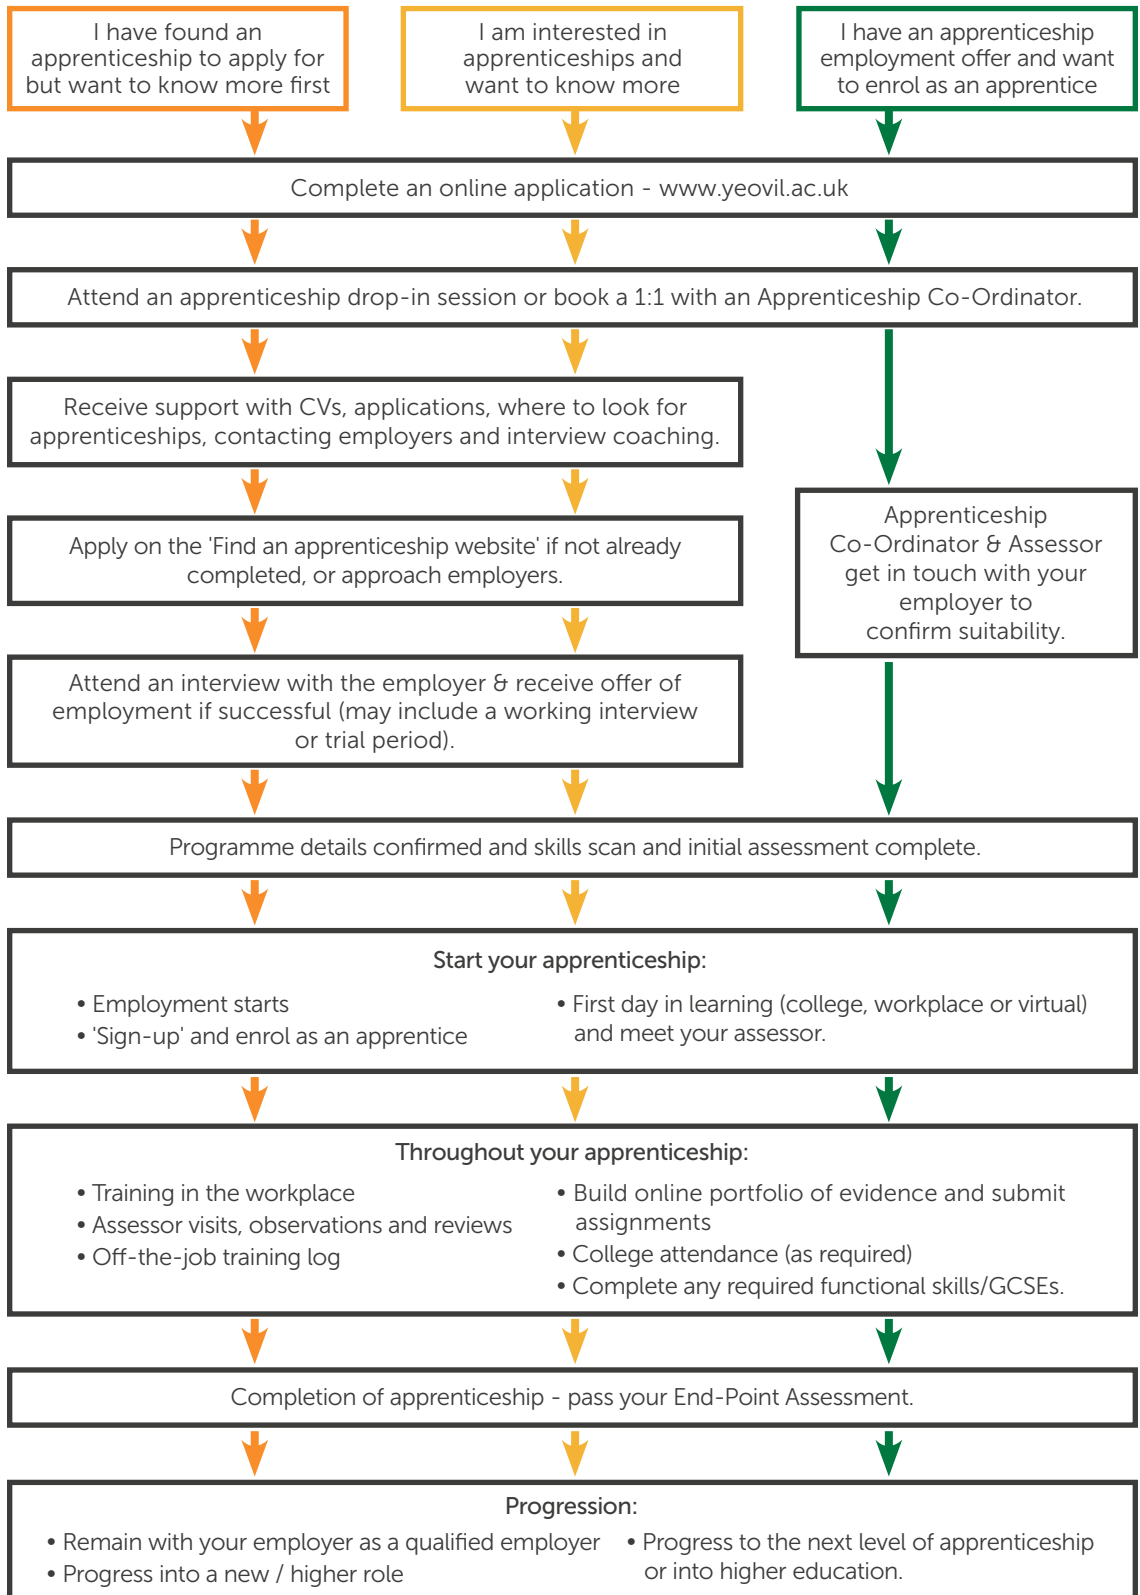 I have found an
apprenticeship to apply for
but want to know more first
I am interested in
apprenticeships and
want to know more
I have an apprenticeship
employment offer and want
to enrol as an apprentice
Complete an online application - www.yeovil.ac.uk
Attend an apprenticeship drop-in session or book a 1:1 with an Apprenticeship Co-Ordinator.
Receive support with CVs, applications, where to look for
apprenticeships, contacting employers and interview coaching.
Apply on the 'Find an apprenticeship website' if not already
completed, or approach employers.
Attend an interview with the employer & receive offer of
employment if successful (may include a working interview
or trial period).
Apprenticeship
Co-Ordinator & Assessor
get in touch with your
employer to
confirm suitability.
Programme details confirmed and skills scan and initial assessment complete.
Start your apprenticeship:
• Employment starts
• 'Sign-up' and enrol as an apprentice
• First day in learning (college, workplace or virtual)
and meet your assessor.
Throughout your apprenticeship:
• Training in the workplace
• Assessor visits, observations and reviews
• Off-the-job training log
• Build online portfolio of evidence and submit
assignments
• College attendance (as required)
• Complete any required functional skills/GCSEs.
Completion of apprenticeship - pass your End-Point Assessment.
Progression:
• Remain with your employer as a qualified employer
• Progress into a new / higher role
• Progress to the next level of apprenticeship
or into higher education.